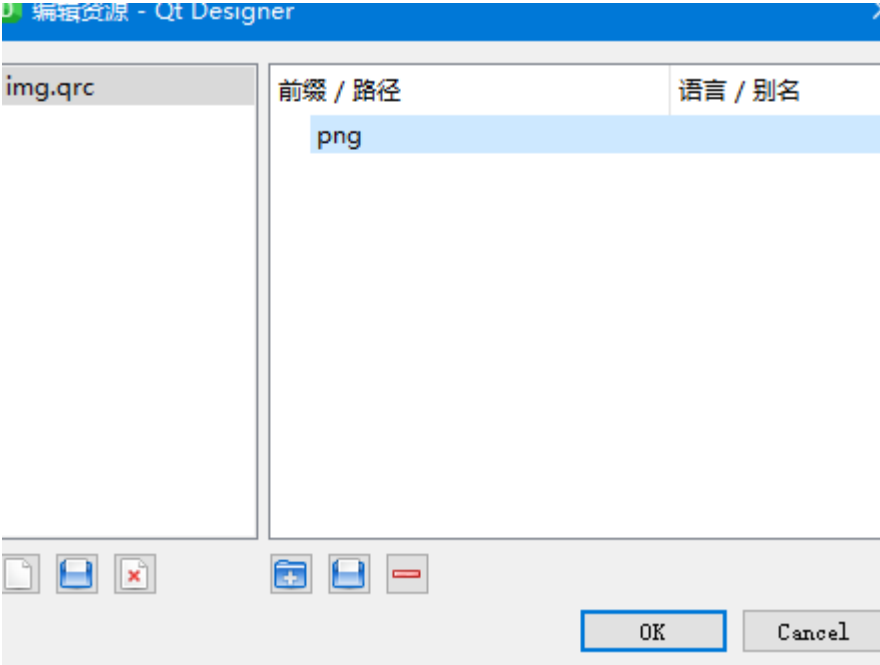 编辑资源 - Qt Designer
img.qrc
前缀 / 路径
语言 / 别名
png
OK
Cancel